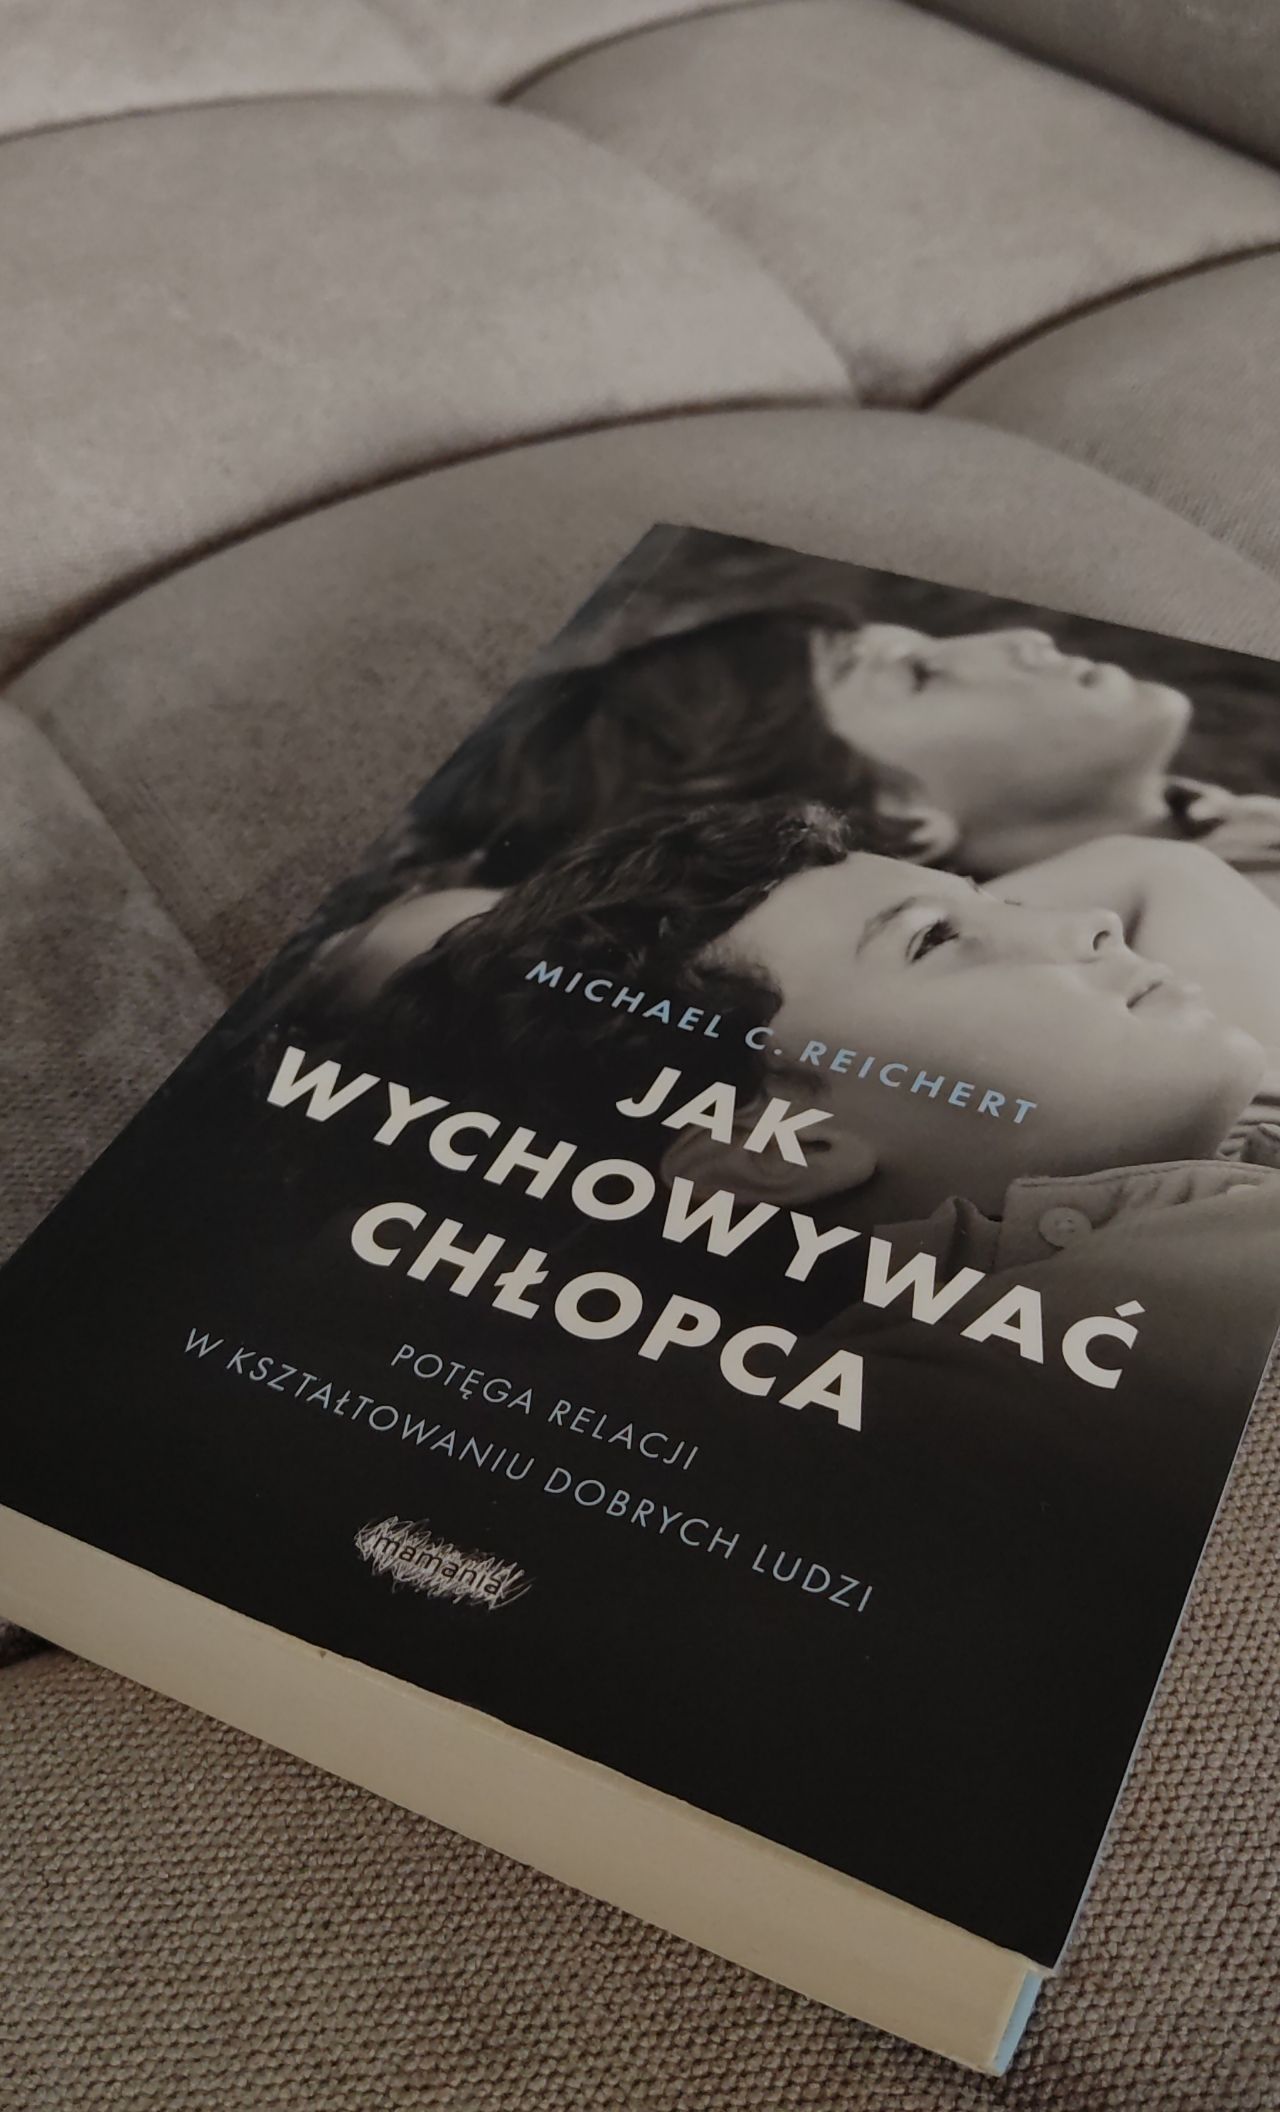 MICHAEL C. REICHERT
JAK
WYCHOWYWAĆ
CHŁOPCA
POTĘGA RELACJI
W KSZTAŁTOWANIU DOBRYCH LUDZI
mamania